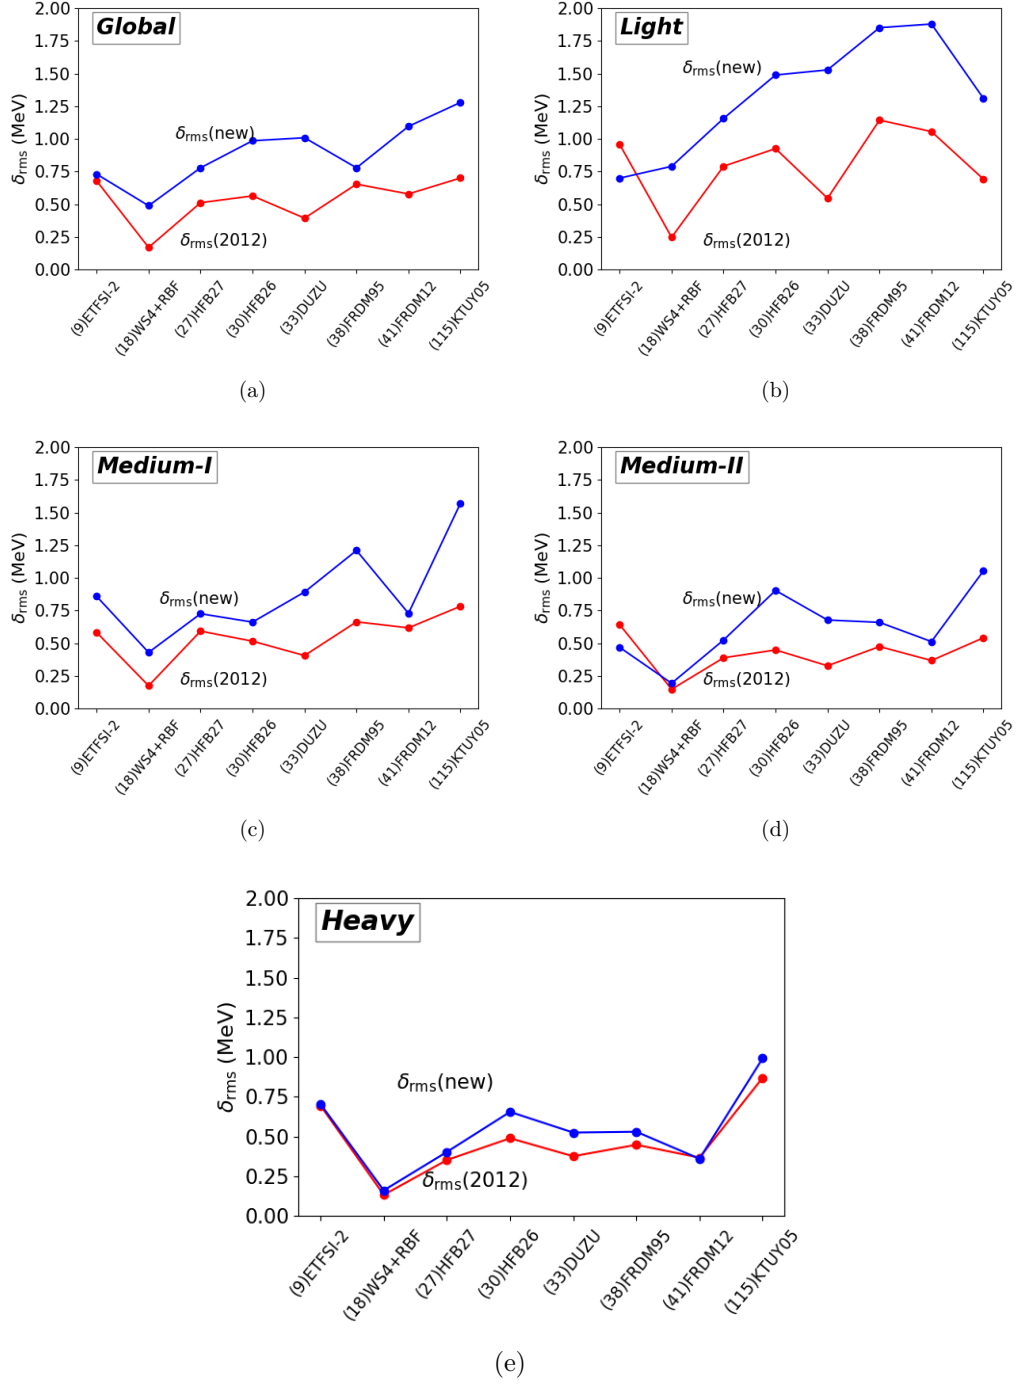 Global
δrms (MeV)
2.00
1.75
1.50
1.25
1.00
0.75
0.50
0.25
0.00
δrms(new)
δrms(2012)
(9)ETFSI-2
(18)WS4+RBF
(27)HFB27
(30)HFB26
(33)DUZU
(38)FRDM95
(41)FRDM12
(115)KTUY05
(a)
Light
δrms (MeV)
2.00
1.75
1.50
1.25
1.00
0.75
0.50
0.25
0.00
δrms(new)
δrms(2012)
(9)ETFSI-2
(18)WS4+RBF
(27)HFB27
(30)HFB26
(33)DUZU
(38)FRDM95
(41)FRDM12
(115)KTUY05
(b)
Medium-I
δrms (MeV)
2.00
1.75
1.50
1.25
1.00
0.75
0.50
0.25
0.00
δrms(new)
δrms(2012)
(9)ETFSI-2
(18)WS4+RBF
(27)HFB27
(30)HFB26
(33)DUZU
(38)FRDM95
(41)FRDM12
(115)KTUY05
(c)
Medium-II
δrms (MeV)
2.00
1.75
1.50
1.25
1.00
0.75
0.50
0.25
0.00
δrms(new)
δrms(2012)
(9)ETFSI-2
(18)WS4+RBF
(27)HFB27
(30)HFB26
(33)DUZU
(38)FRDM95
(41)FRDM12
(115)KTUY05
(d)
Heavy
δrms (MeV)
2.00
1.75
1.50
1.25
1.00
0.75
0.50
0.25
0.00
δrms(new)
δrms(2012)
(9)ETFSI-2
(18)WS4+RBF
(27)HFB27
(30)HFB26
(33)DUZU
(38)FRDM95
(41)FRDM12
(115)KTUY05
(e)